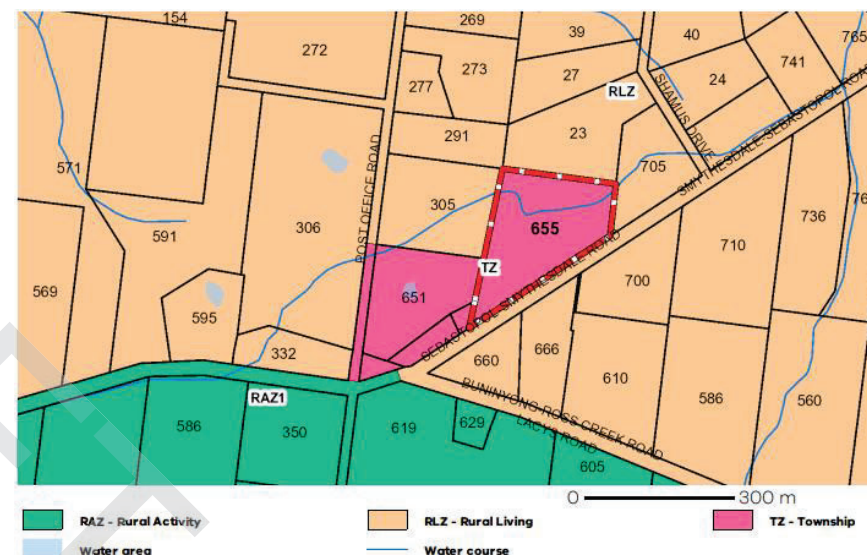 154
269
39
40
765
272
273
27
741
277
24
RLZ
SHAMUS DRIVE
291
23
SMYTHESDALE-SEBASTOPOL ROAD
571
POST OFFICE ROAD
705
305
591
306
655
736
710
TZ
569
651
SEBASTOPOL SMYTHESDALE ROAD
700
595
332
660
666
610
RAZ1
BUNINYONG ROSS CREEK ROAD
586
560
586
350
619
629
LACYS ROAD
605
0 300 m
RAZ - Rural Activity
RLZ - Rural Living
TZ - Township
Water area
Water course